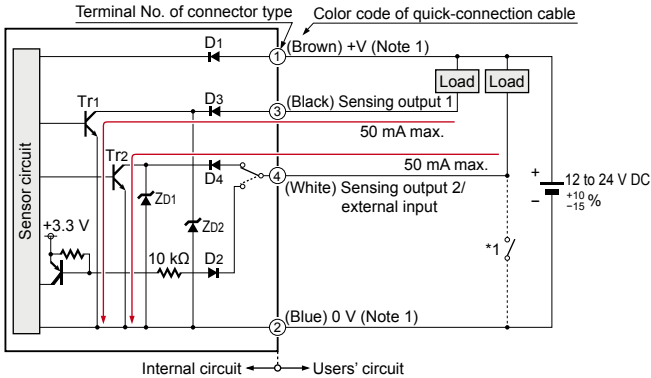 Terminal No. of connector type
Color code of quick-connection cable
D1
1
(Brown) +V (Note 1)
Load
Load
Tr1
D3
3
(Black) Sensing output 1
50 mA max.
Tr2
50 mA max.
D4
4
(White) Sensing output 2/
external input
+
12 to 24 V DC
−
+10
−15 %
Sensor circuit
ZD1
ZD2
+3.3 V
*1
10 kΩ
D2
2
(Blue) 0 V (Note 1)
Internal circuit
Users' circuit